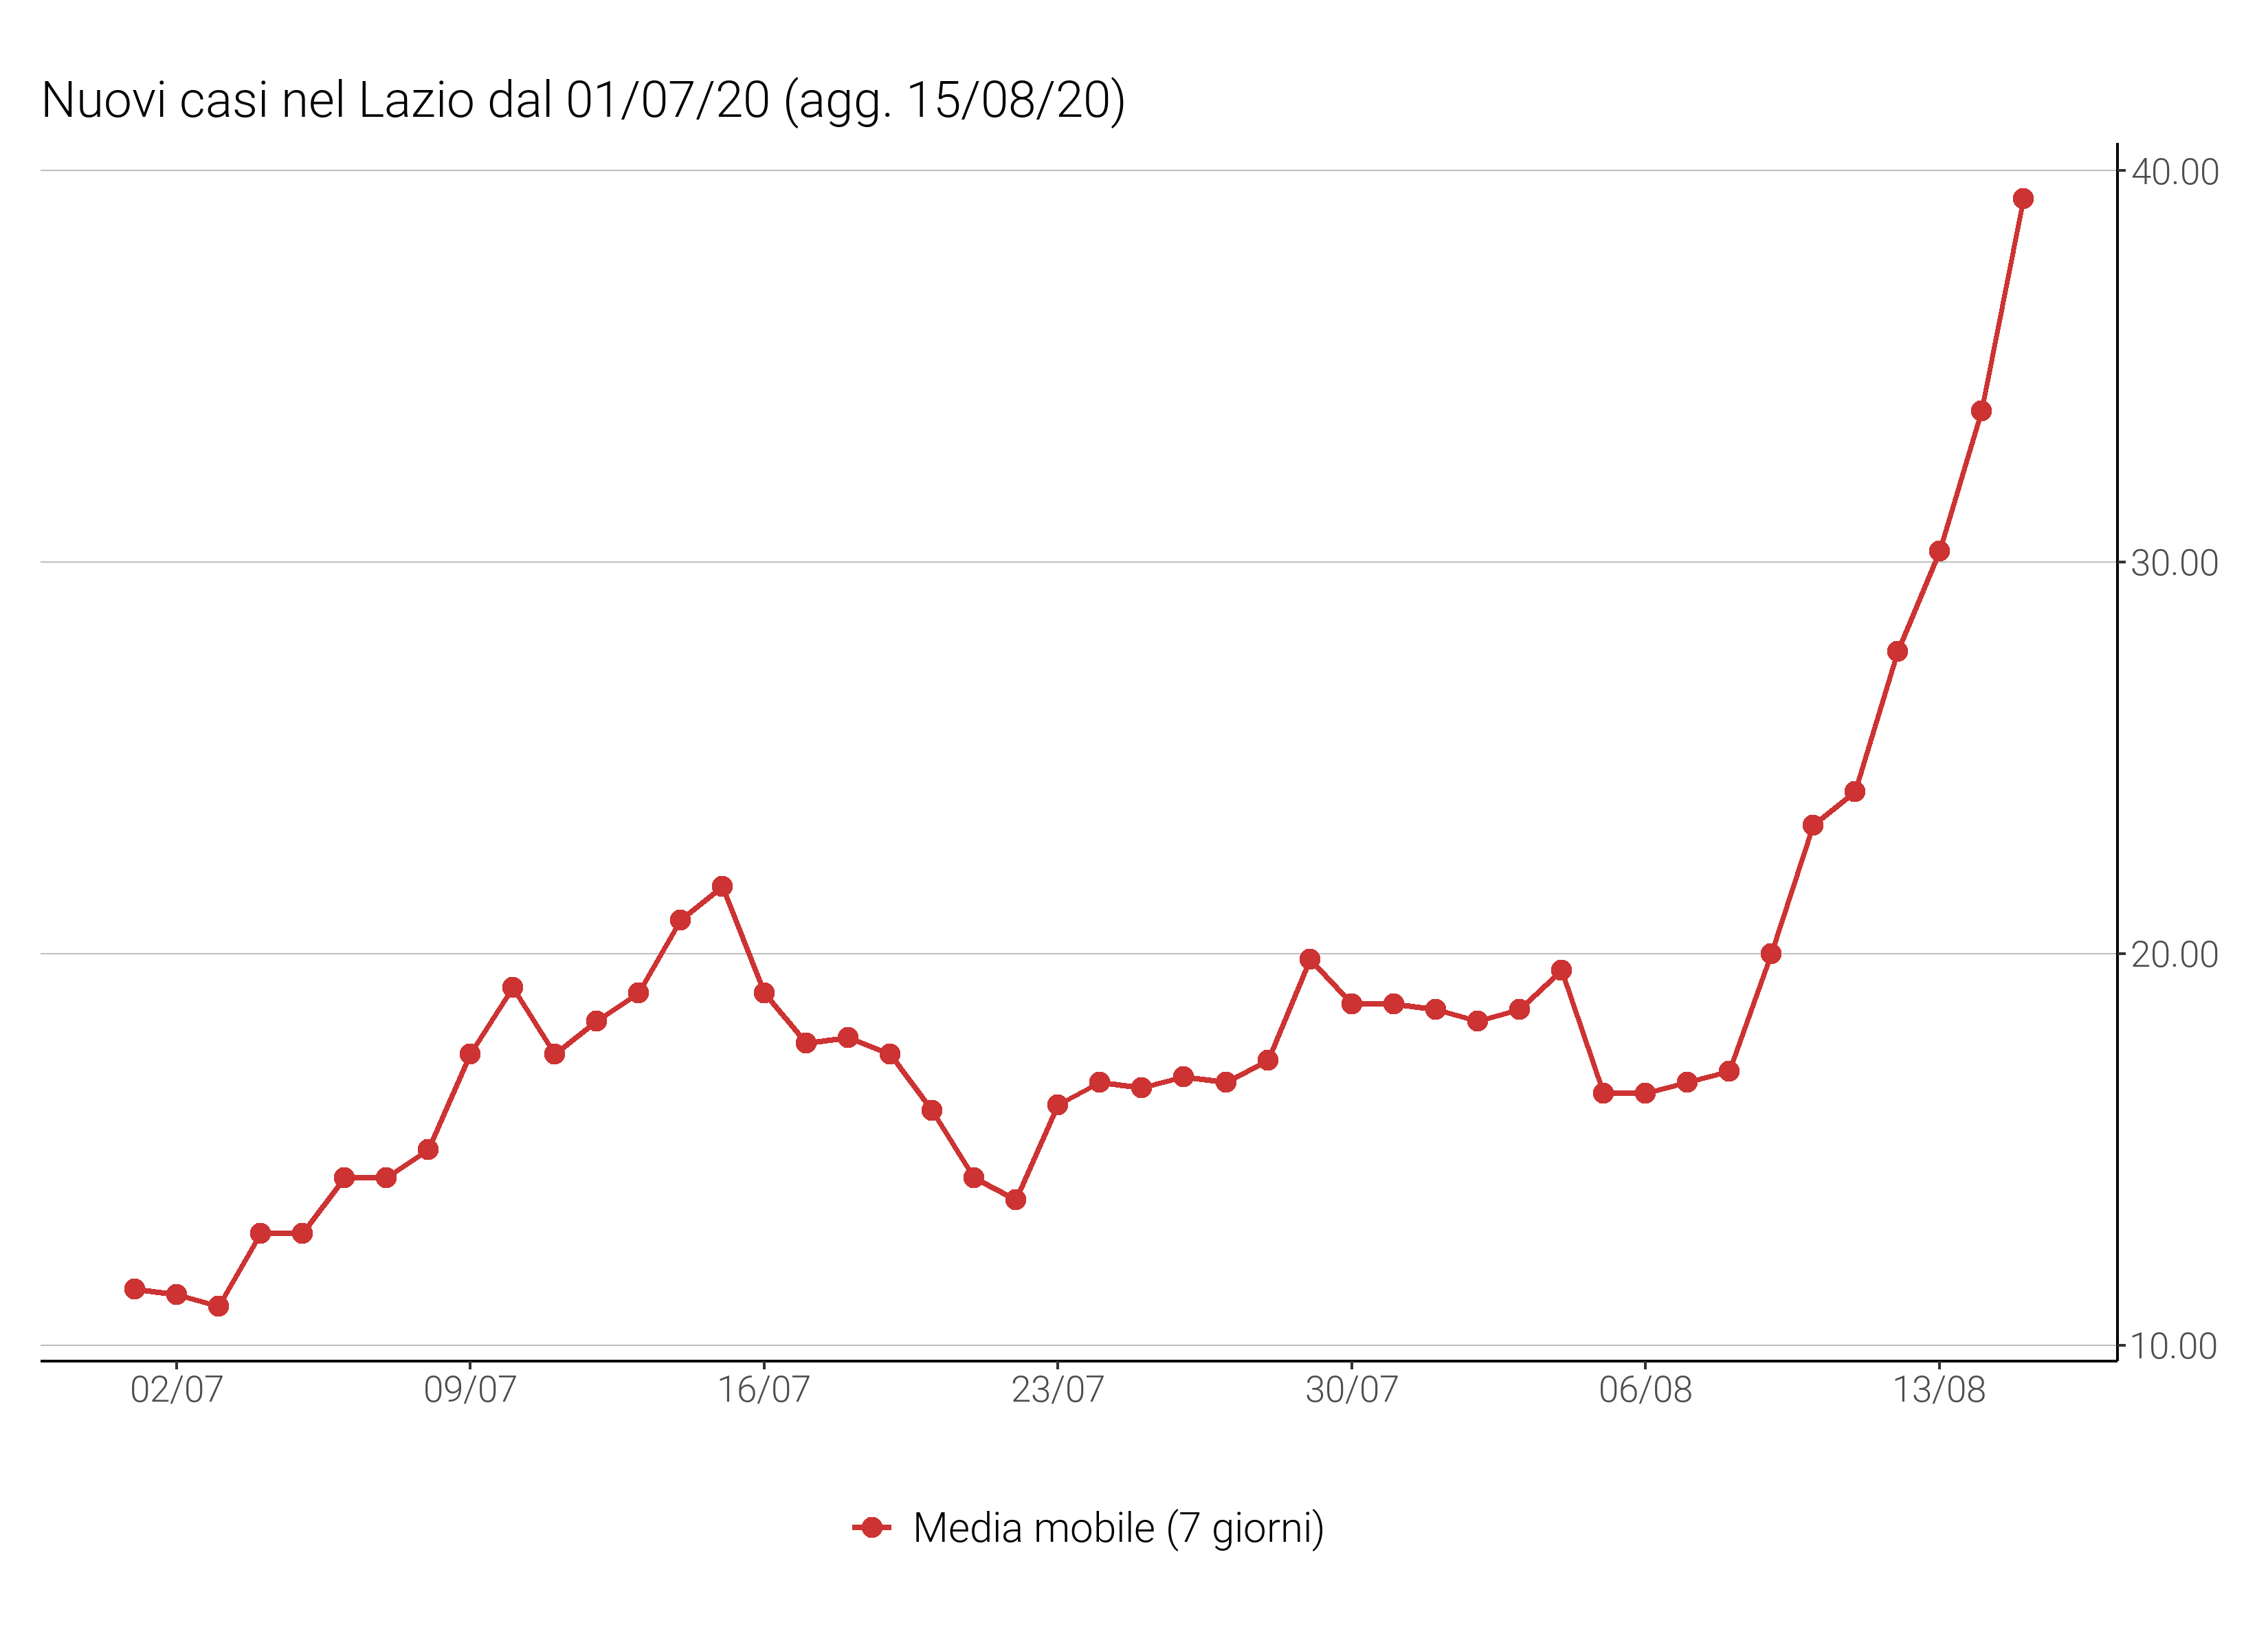 Nuovi casi nel Lazio dal 01/07/20 (agg. 15/08/20)
40.00
30.00
20.00
10.00
02/07 09/07 16/07 23/07 30/07 06/08 13/08
Media mobile (7 giorni)